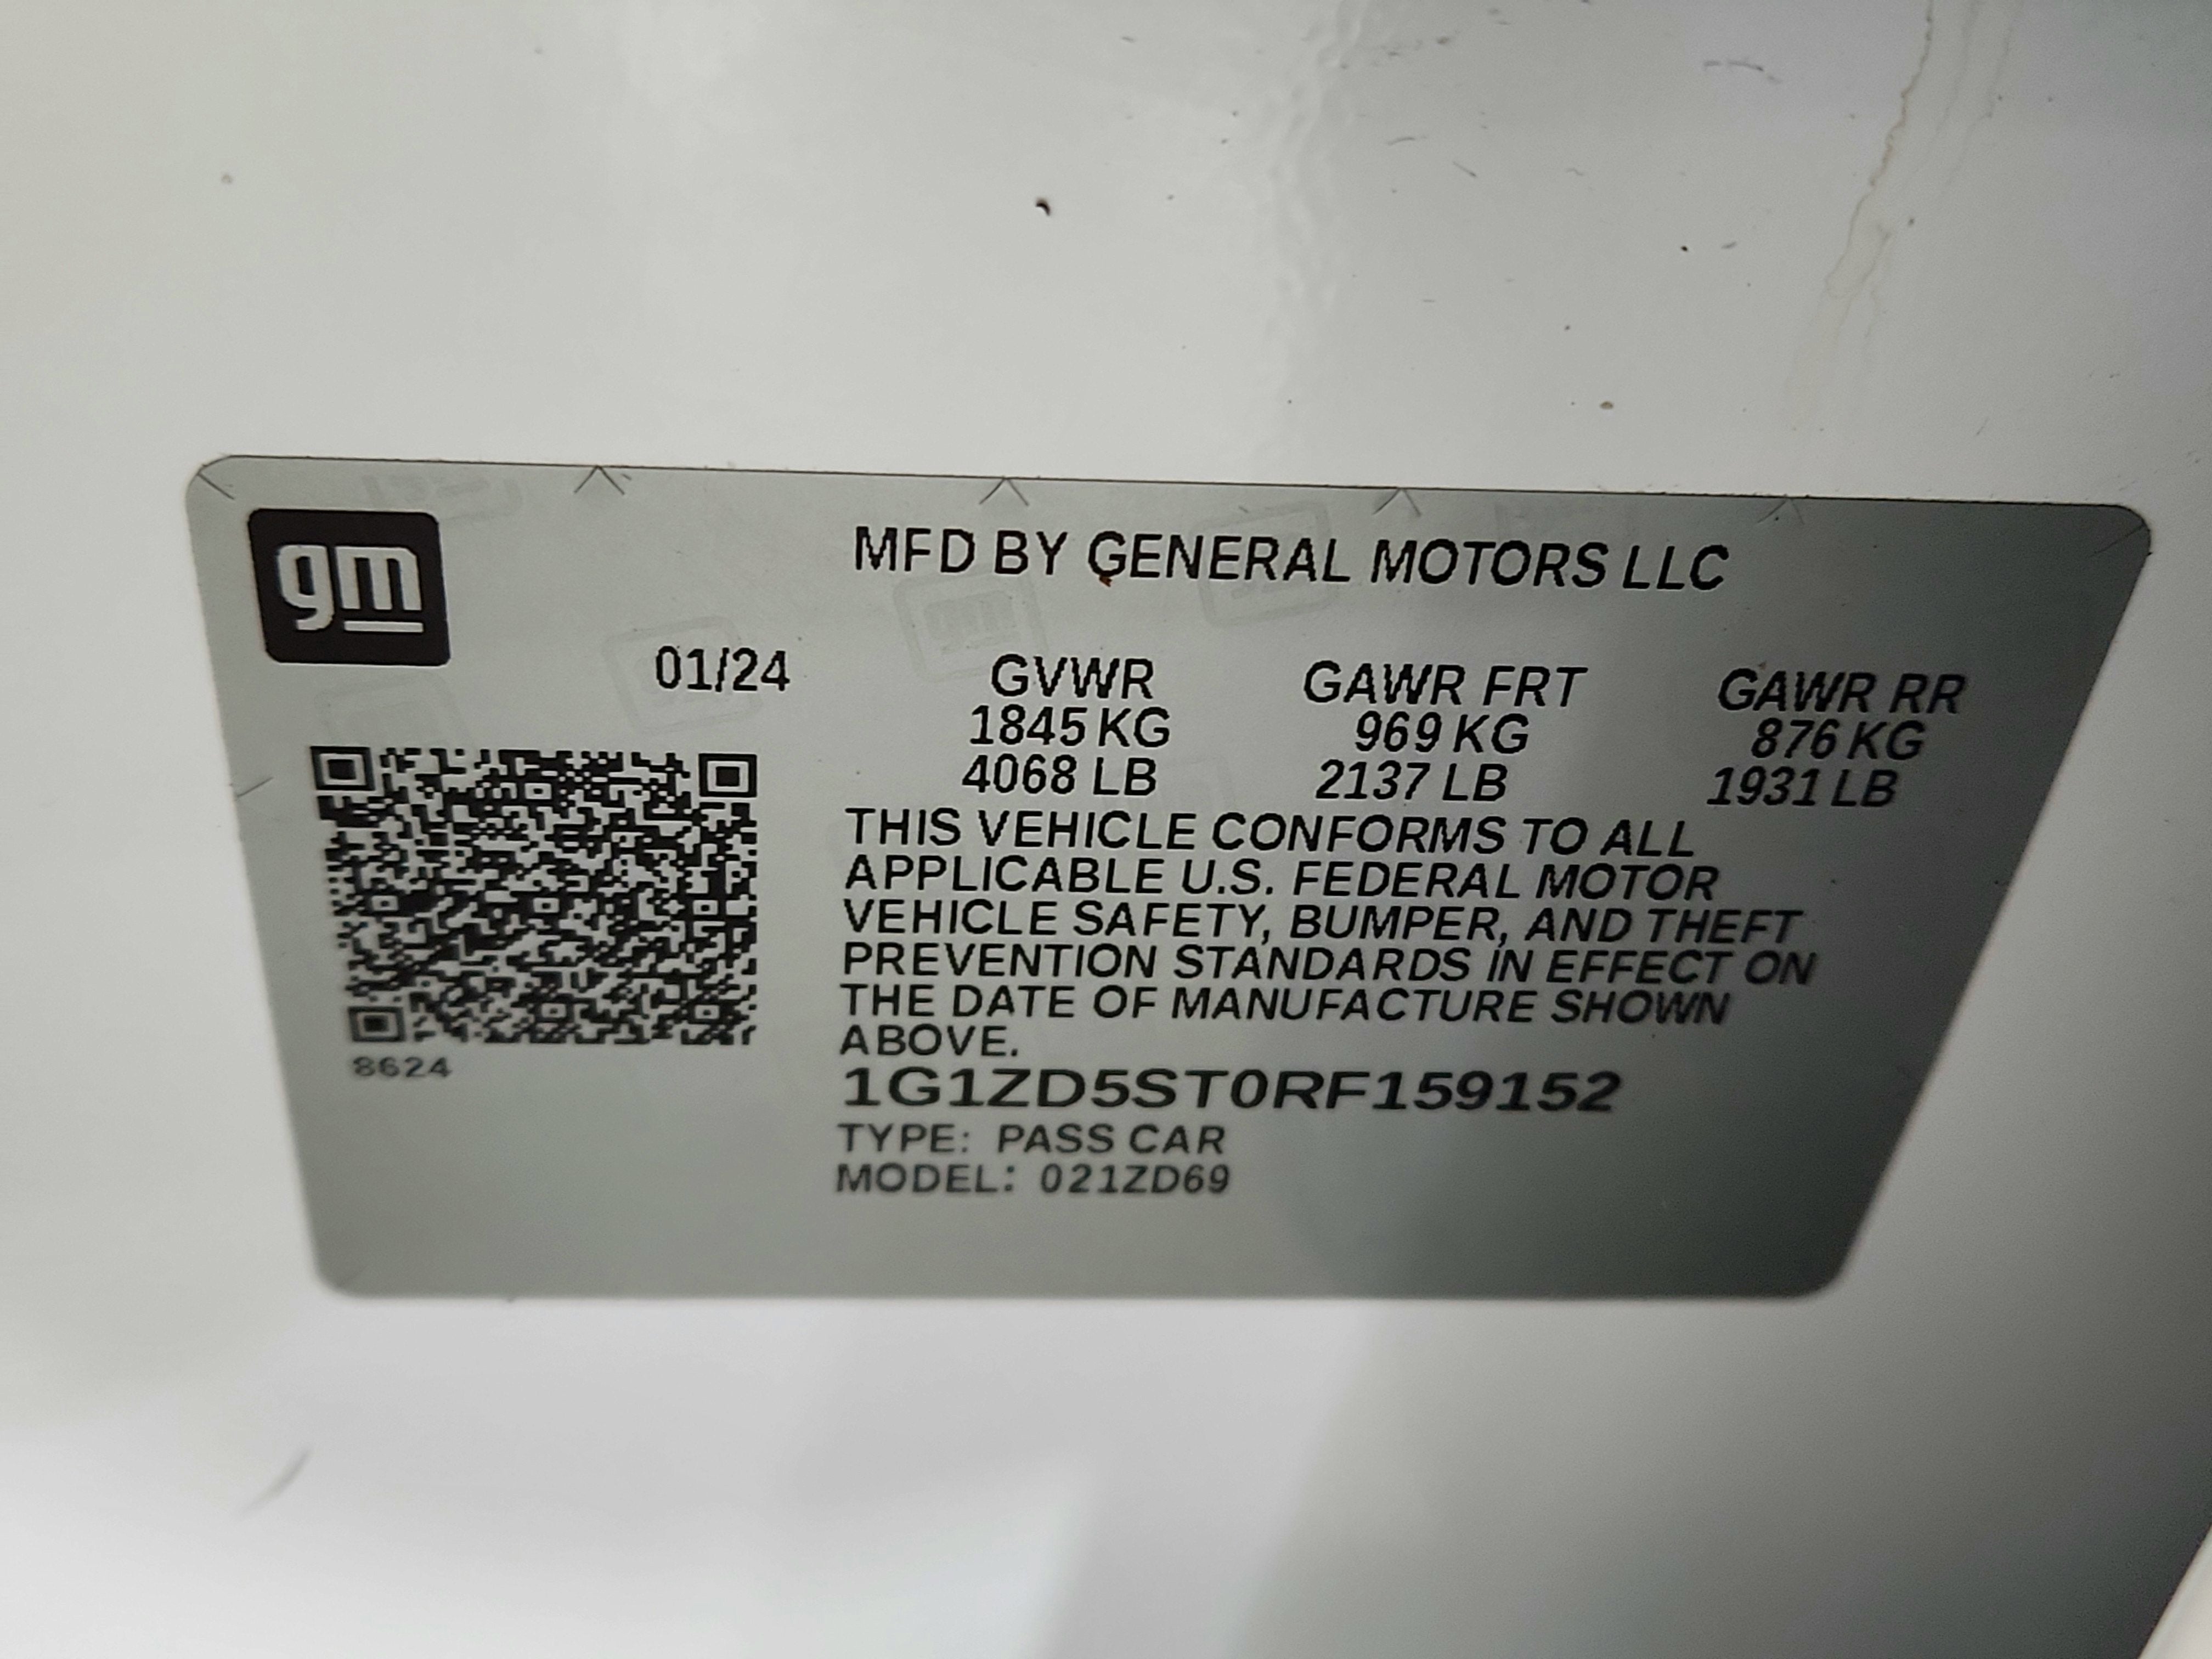 gm
MFD BY GENERAL MOTORS LLC
01/24 GVWR GAWR FRT GAWR RR
1845 KG 969 KG 876 KG
4068 LB 2137 LB 1931 LB
THIS VEHICLE CONFORMS TO ALL
APPLICABLE U.S. FEDERAL MOTOR
VEHICLE SAFETY, BUMPER, AND THEFT
PREVENTION STANDARDS IN EFFECT ON
THE DATE OF MANUFACTURE SHOWN
ABOVE.
8624
1G1ZD5ST0RF159152
TYPE: PASS CAR
MODEL: 021ZD69